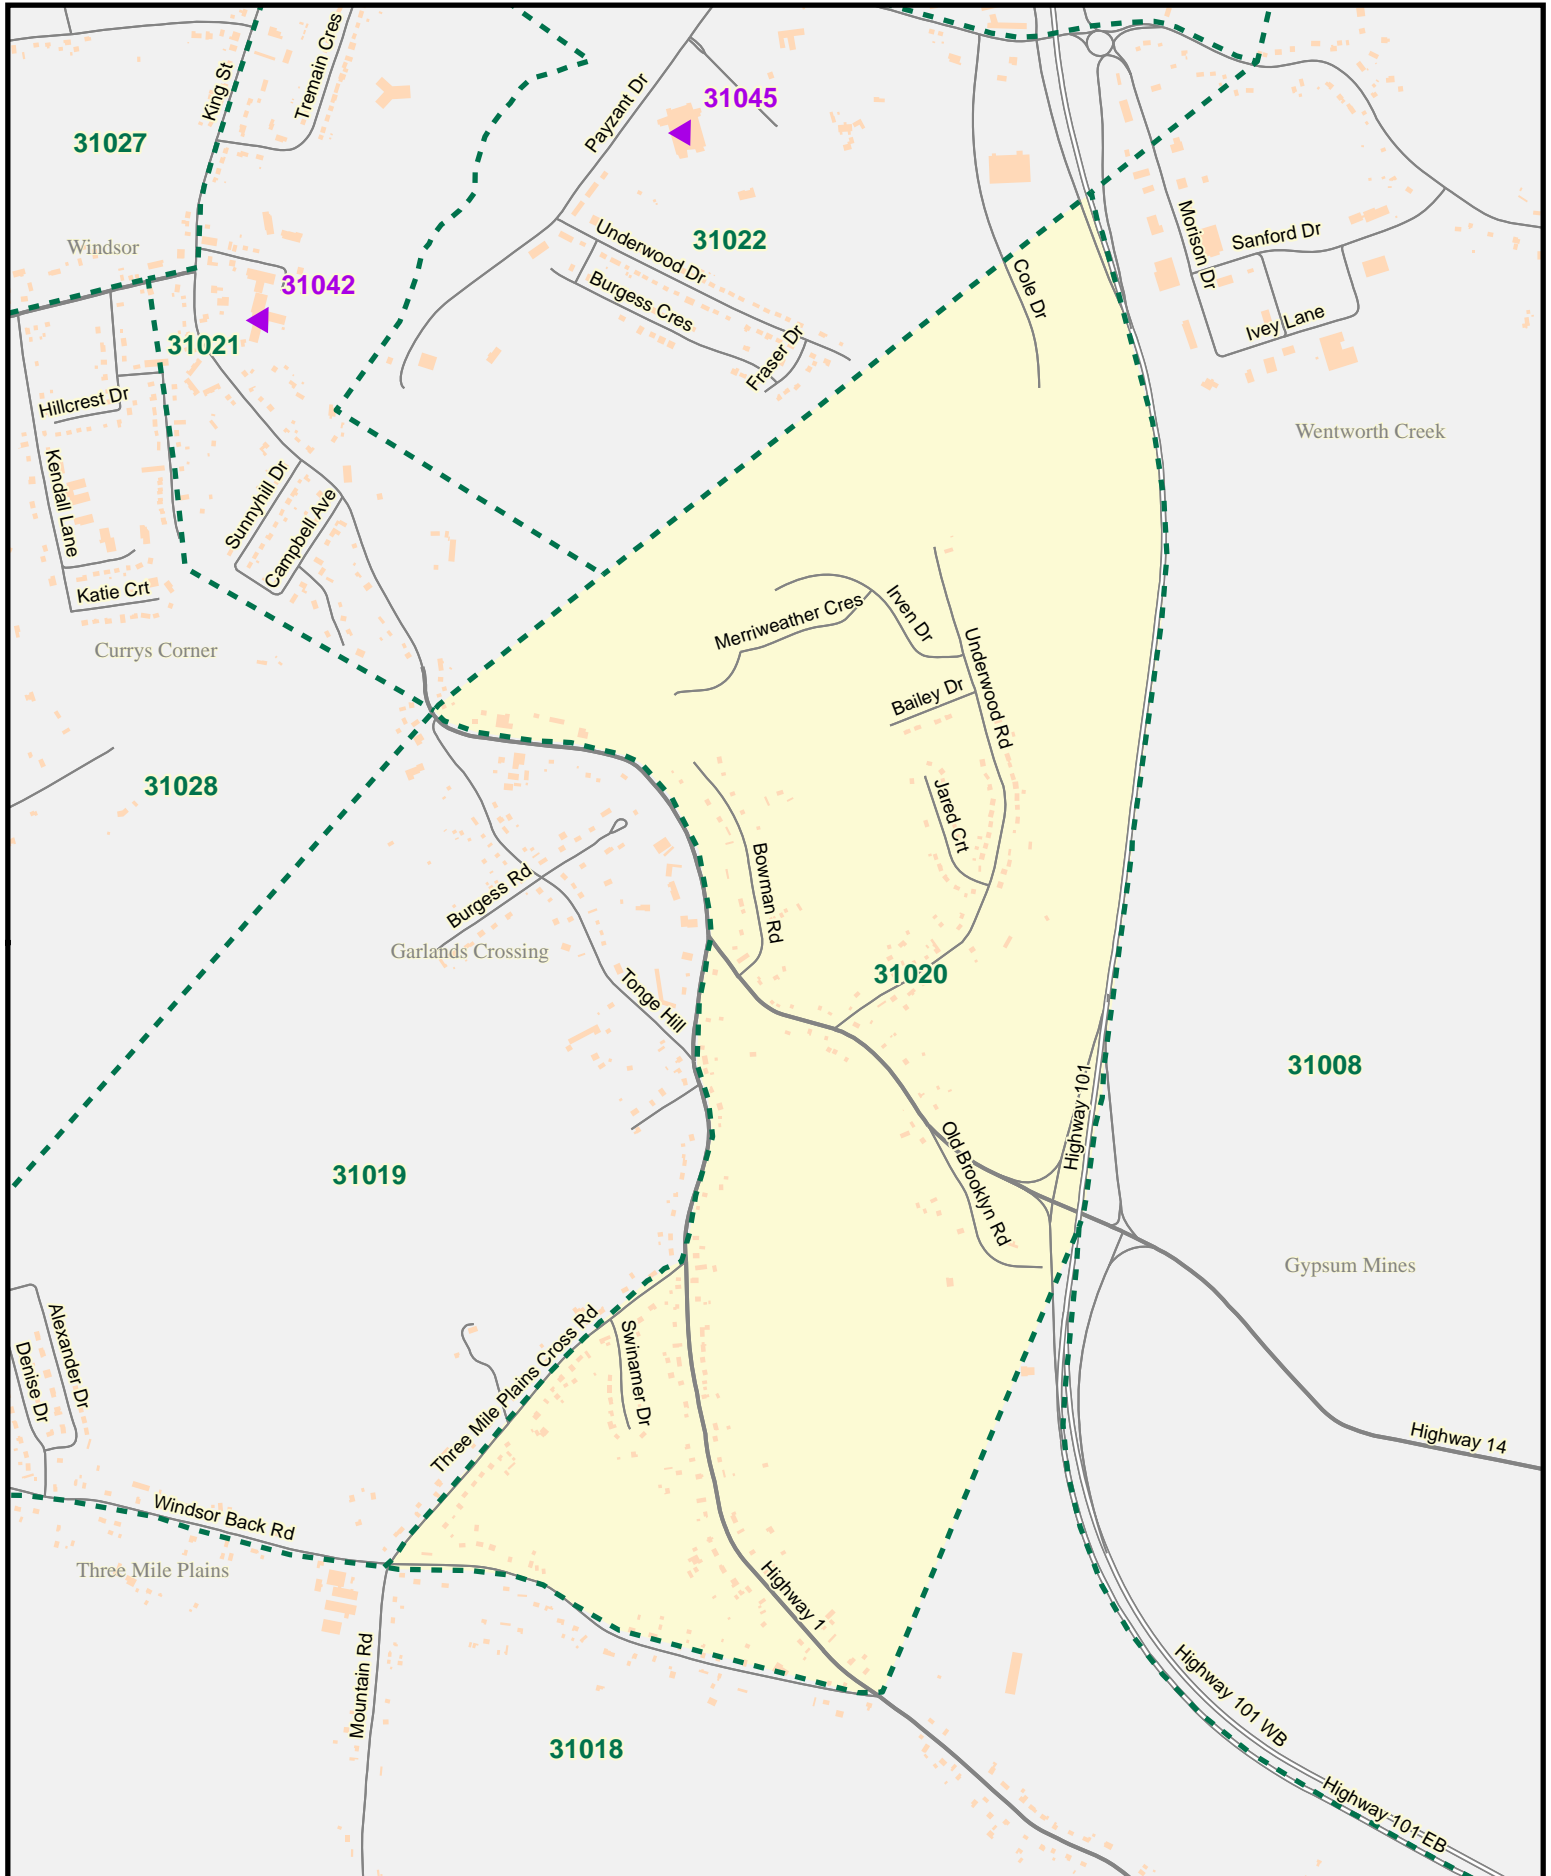 King St
Tremain Cres
Payzant Dr
31045
31027
Windsor
31022
Underwood Dr
Burgess Cres
Fraser Dr
Cole Dr
Morison Dr
Sanford Dr
Ivey Lane
31042
31021
Hillcrest Dr
Kendall Lane
Sunnyhill Dr
Campbell Ave
Katie Crt
Currys Corner
Wentworth Creek
Merriweather Cres
Irven Dr
Underwood Rd
Bailey Dr
Jared Crt
31028
Bowman Rd
Burgess Rd
Garlands Crossing
Tonge Hill
31020
31008
Highway 101
Old Brooklyn Rd
31019
Gypsum Mines
Alexander Dr
Denise Dr
Three Mile Plains Cross Rd
Swinamer Dr
Highway 14
Windsor Back Rd
Three Mile Plains
Highway 1
Mountain Rd
31018
Highway 101 WB
Highway 101 EB